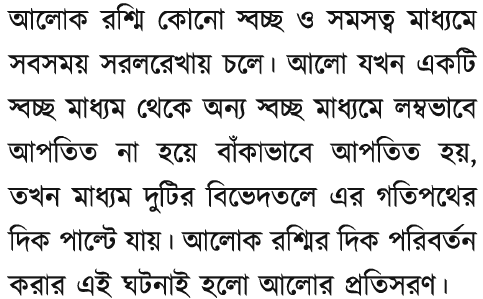 আলোক রশ্মি কোনো স্বচ্ছ ও সমসত্ব মাধ্যমে
সবসময় সরলরেখায় চলে। আলো যখন একটি
স্বচ্ছ মাধ্যম থেকে অন্য স্বচ্ছ মাধ্যমে লম্বভাবে
আপতিত না হয়ে বাঁকাভাবে আপতিত হয়,
তখন মাধ্যম দুটির বিভেদতলে এর গতিপথের
দিক পাল্টে যায়। আলোক রশ্মির দিক পরিবর্তন
করার এই ঘটনাই হলো আলোর প্রতিসরণ।